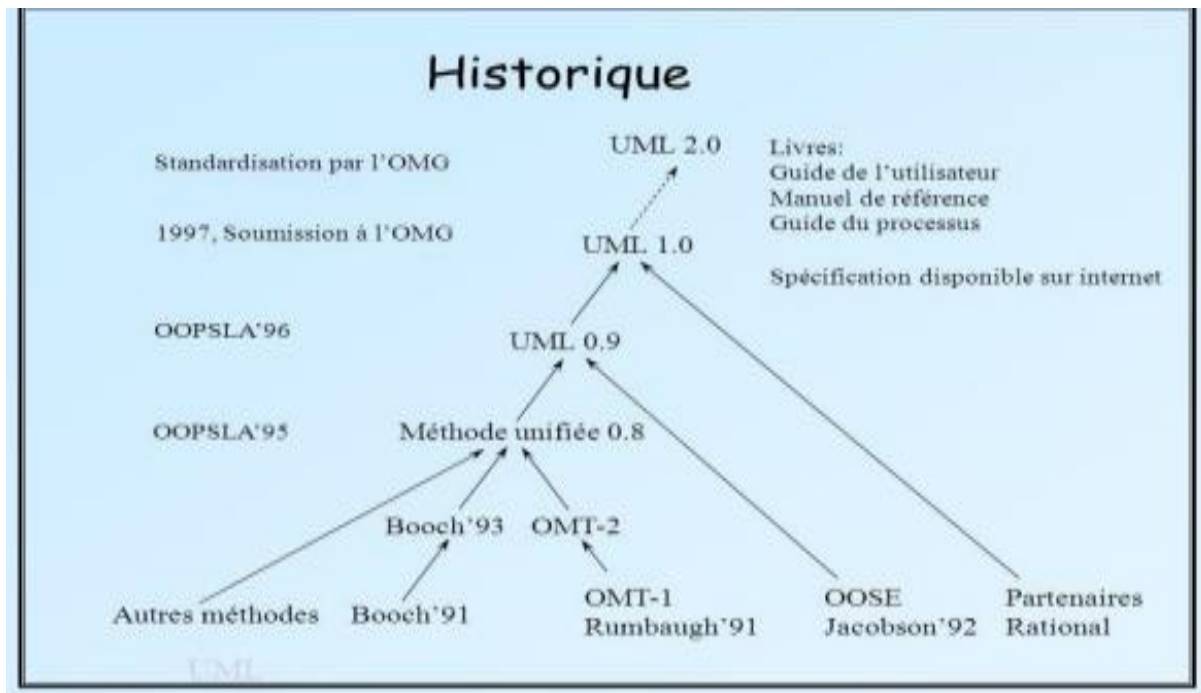 Historique
UML 2.0
Standardisation par l'OMG
Livres:
Guide de l'utilisateur
Manuel de référence
Guide du processus
1997, Soumission à l'OMG
UML 1.0
Spécification disponible sur internet
OOPSLA'96
UML 0.9
OOPSLA'95
Méthode unifiée 0.8
Booch'93
OMT-2
Autres méthodes
Booch'91
OMT-1
Rumbaugh'91
OOSE
Jacobson'92
Partenaires
Rational
UML